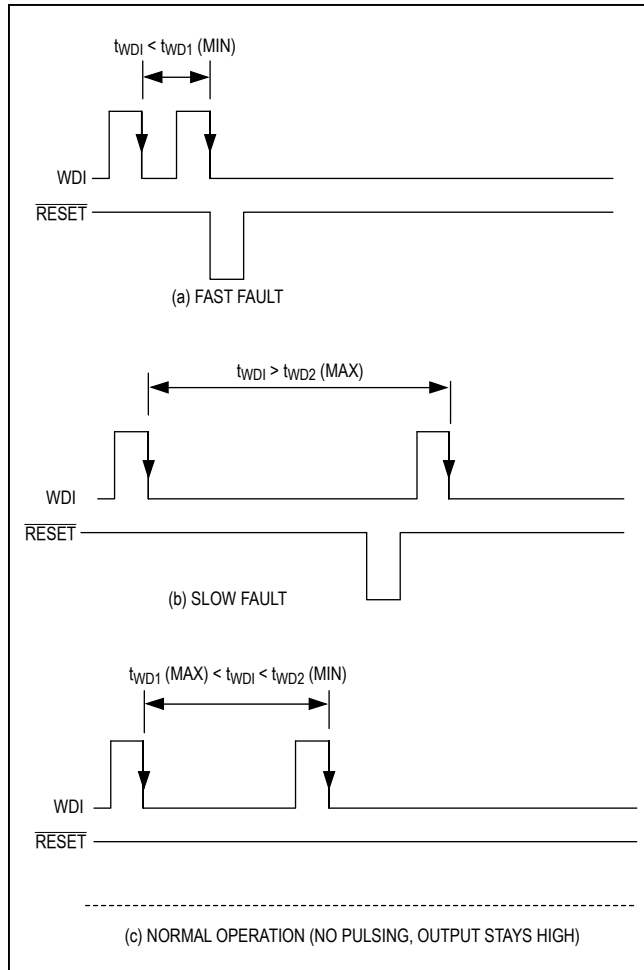 tWDI < tWD1 (MIN)
WDI
RESET
(a) FAST FAULT
tWDI > tWD2 (MAX)
WDI
RESET
(b) SLOW FAULT
tWD1 (MAX) < tWDI < tWD2 (MIN)
WDI
RESET
(c) NORMAL OPERATION (NO PULSING, OUTPUT STAYS HIGH)